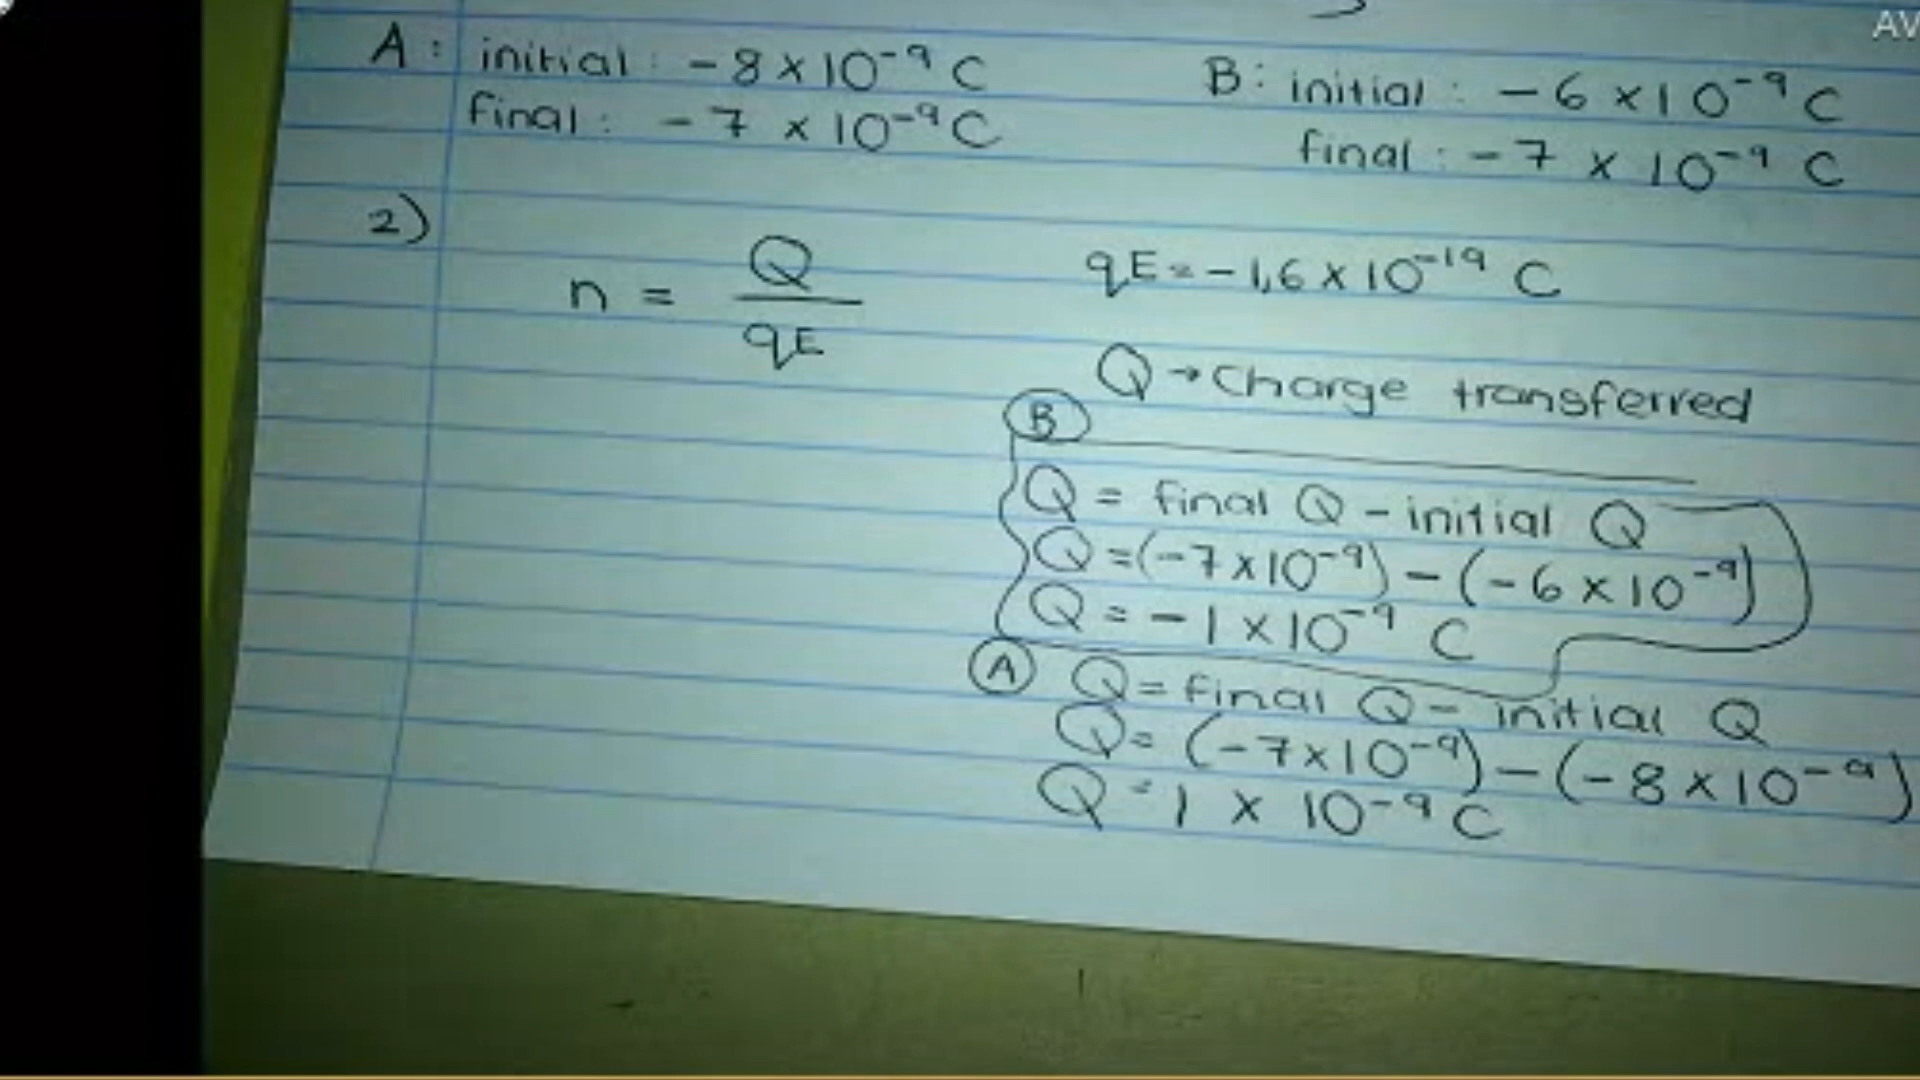 AV
A: initial: -8 x 10⁻⁹ C
final: -7 x 10⁻⁹ C
B: initial: -6 x 10⁻⁹ C
final: -7 x 10⁻⁹ C
2)
n = Q / qE
qE = -1,6 x 10⁻¹⁹ C
Q → Charge transferred
B
Q = final Q - initial Q
Q = (-7 x 10⁻⁹) - (-6 x 10⁻⁹)
Q = -1 x 10⁻⁹ C
A Q = final Q - initial Q
Q = (-7 x 10⁻⁹) - (-8 x 10⁻⁹)
Q = 1 x 10⁻⁹ C